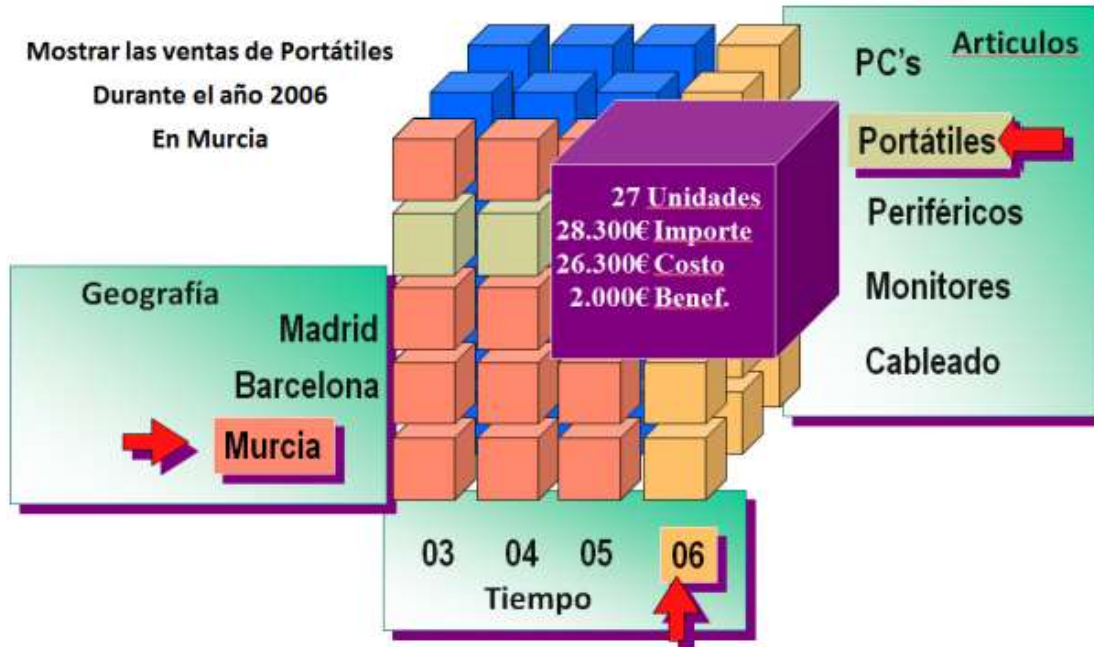 Mostrar las ventas de Portátiles
Durante el año 2006
En Murcia
Articulos
PC's
Portátiles
Periféricos
Monitores
Cableado
27 Unidades
28.300€ Importe
26.300€ Costo
2.000€ Benef.
Geografía
Madrid
Barcelona
Murcia
03 04 05 06
Tiempo